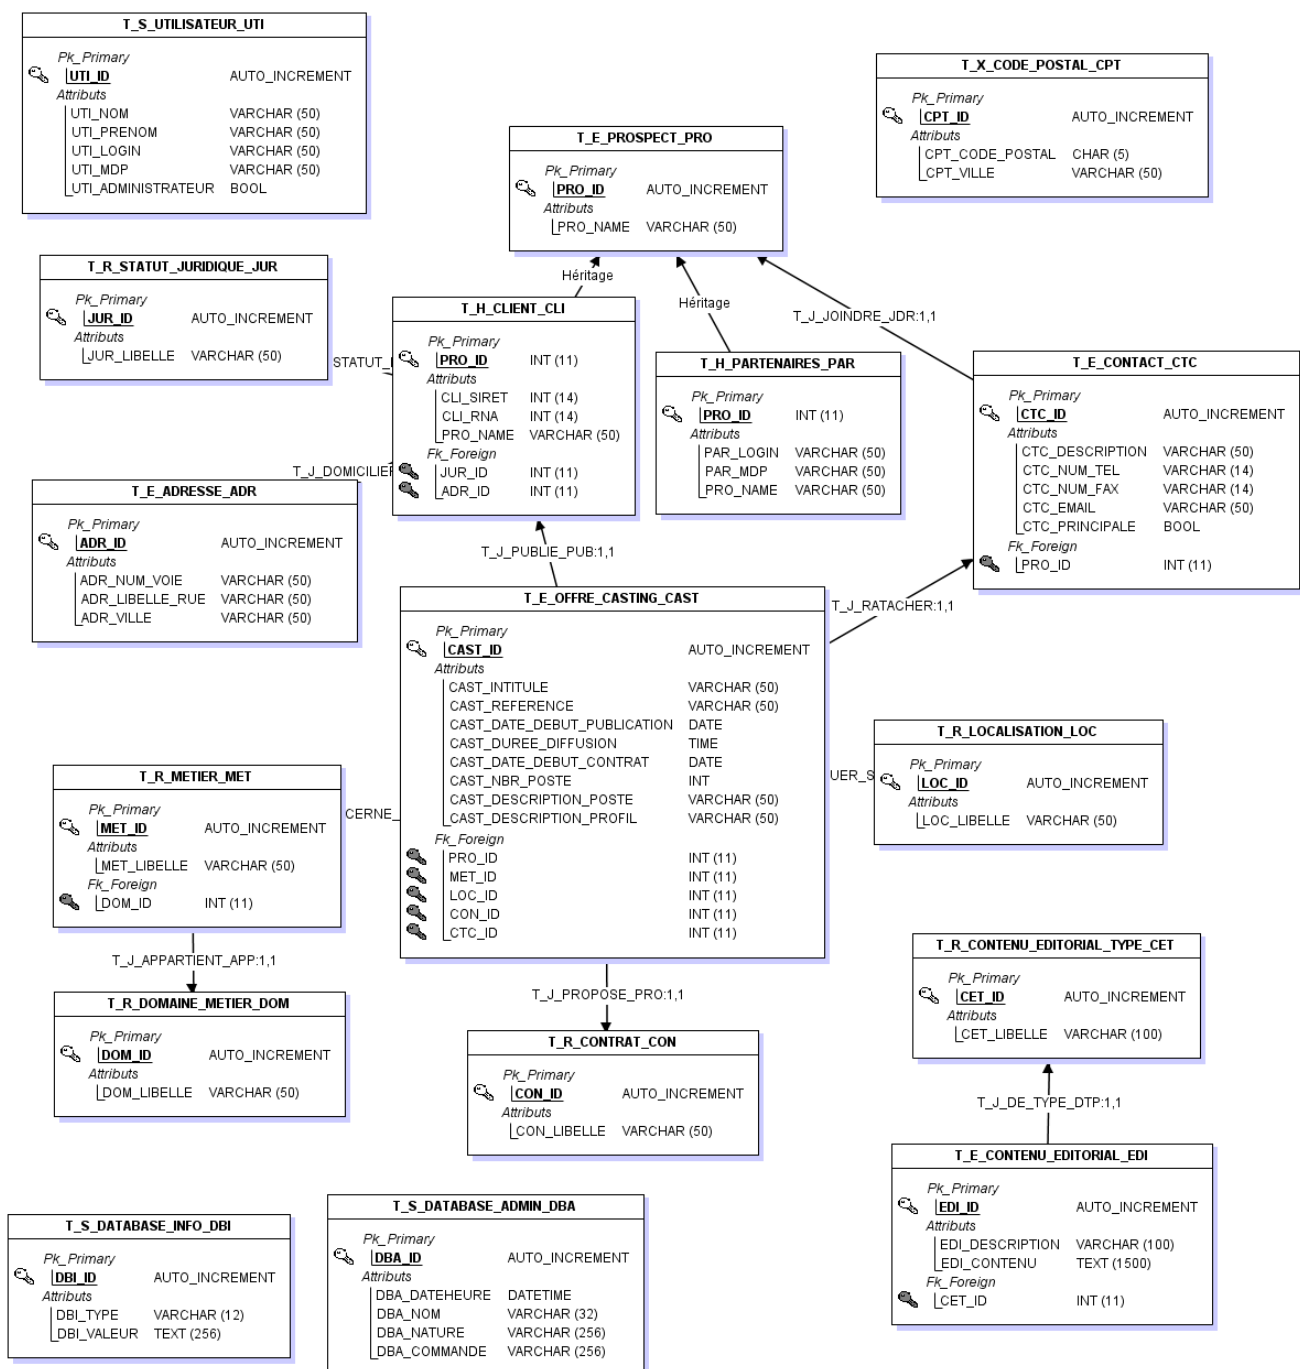 T_S_UTILISATEUR_UTI
Pk_Primary
UTI_ID AUTO_INCREMENT
Attributs
UTI_NOM VARCHAR (50)
UTI_PRENOM VARCHAR (50)
UTI_LOGIN VARCHAR (50)
UTI_MDP VARCHAR (50)
UTI_ADMINISTRATEUR BOOL
T_X_CODE_POSTAL_CPT
Pk_Primary
CPT_ID AUTO_INCREMENT
Attributs
CPT_CODE_POSTAL CHAR (5)
CPT_VILLE VARCHAR (50)
T_E_PROSPECT_PRO
Pk_Primary
PRO_ID AUTO_INCREMENT
Attributs
PRO_NAME VARCHAR (50)
Héritage
Héritage
T_J_JOINDRE_JDR:1,1
T_R_STATUT_JURIDIQUE_JUR
Pk_Primary
JUR_ID AUTO_INCREMENT
Attributs
JUR_LIBELLE VARCHAR (50)
STATUT_
T_H_CLIENT_CLI
Pk_Primary
PRO_ID INT (11)
Attributs
CLI_SIRET INT (14)
CLI_RNA INT (14)
PRO_NAME VARCHAR (50)
Fk_Foreign
JUR_ID INT (11)
ADR_ID INT (11)
T_H_PARTENAIRES_PAR
Pk_Primary
PRO_ID INT (11)
Attributs
PAR_LOGIN VARCHAR (50)
PAR_MDP VARCHAR (50)
PRO_NAME VARCHAR (50)
T_E_CONTACT_CTC
Pk_Primary
CTC_ID AUTO_INCREMENT
Attributs
CTC_DESCRIPTION VARCHAR (50)
CTC_NUM_TEL VARCHAR (14)
CTC_NUM_FAX VARCHAR (14)
CTC_EMAIL VARCHAR (50)
CTC_PRINCIPALE BOOL
Fk_Foreign
PRO_ID INT (11)
T_J_DOMICILIER
T_E_ADRESSE_ADR
Pk_Primary
ADR_ID AUTO_INCREMENT
Attributs
ADR_NUM_VOIE VARCHAR (50)
ADR_LIBELLE_RUE VARCHAR (50)
ADR_VILLE VARCHAR (50)
T_J_PUBLIE_PUB:1,1
T_J_RATACHER:1,1
T_E_OFFRE_CASTING_CAST
Pk_Primary
CAST_ID AUTO_INCREMENT
Attributs
CAST_INTITULE VARCHAR (50)
CAST_REFERENCE VARCHAR (50)
CAST_DATE_DEBUT_PUBLICATION DATE
CAST_DUREE_DIFFUSION TIME
CAST_DATE_DEBUT_CONTRAT DATE
CAST_NBR_POSTE INT
CAST_DESCRIPTION_POSTE VARCHAR (50)
CAST_DESCRIPTION_PROFIL VARCHAR (50)
Fk_Foreign
PRO_ID INT (11)
MET_ID INT (11)
LOC_ID INT (11)
CON_ID INT (11)
CTC_ID INT (11)
UER_S
T_R_LOCALISATION_LOC
Pk_Primary
LOC_ID AUTO_INCREMENT
Attributs
LOC_LIBELLE VARCHAR (50)
T_R_METIER_MET
Pk_Primary
MET_ID AUTO_INCREMENT
Attributs
MET_LIBELLE VARCHAR (50)
Fk_Foreign
DOM_ID INT (11)
CERNE_
T_J_APPARTIENT_APP:1,1
T_R_DOMAINE_METIER_DOM
Pk_Primary
DOM_ID AUTO_INCREMENT
Attributs
DOM_LIBELLE VARCHAR (50)
T_J_PROPOSE_PRO:1,1
T_R_CONTRAT_CON
Pk_Primary
CON_ID AUTO_INCREMENT
Attributs
CON_LIBELLE VARCHAR (50)
T_R_CONTENU_EDITORIAL_TYPE_CET
Pk_Primary
CET_ID AUTO_INCREMENT
Attributs
CET_LIBELLE VARCHAR (100)
T_J_DE_TYPE_DTP:1,1
T_E_CONTENU_EDITORIAL_EDI
Pk_Primary
EDI_ID AUTO_INCREMENT
Attributs
EDI_DESCRIPTION VARCHAR (100)
EDI_CONTENU TEXT (1500)
Fk_Foreign
CET_ID INT (11)
T_S_DATABASE_INFO_DBI
Pk_Primary
DBI_ID AUTO_INCREMENT
Attributs
DBI_TYPE VARCHAR (12)
DBI_VALEUR TEXT (256)
T_S_DATABASE_ADMIN_DBA
Pk_Primary
DBA_ID AUTO_INCREMENT
Attributs
DBA_DATEHEURE DATETIME
DBA_NOM VARCHAR (32)
DBA_NATURE VARCHAR (256)
DBA_COMMANDE VARCHAR (256)